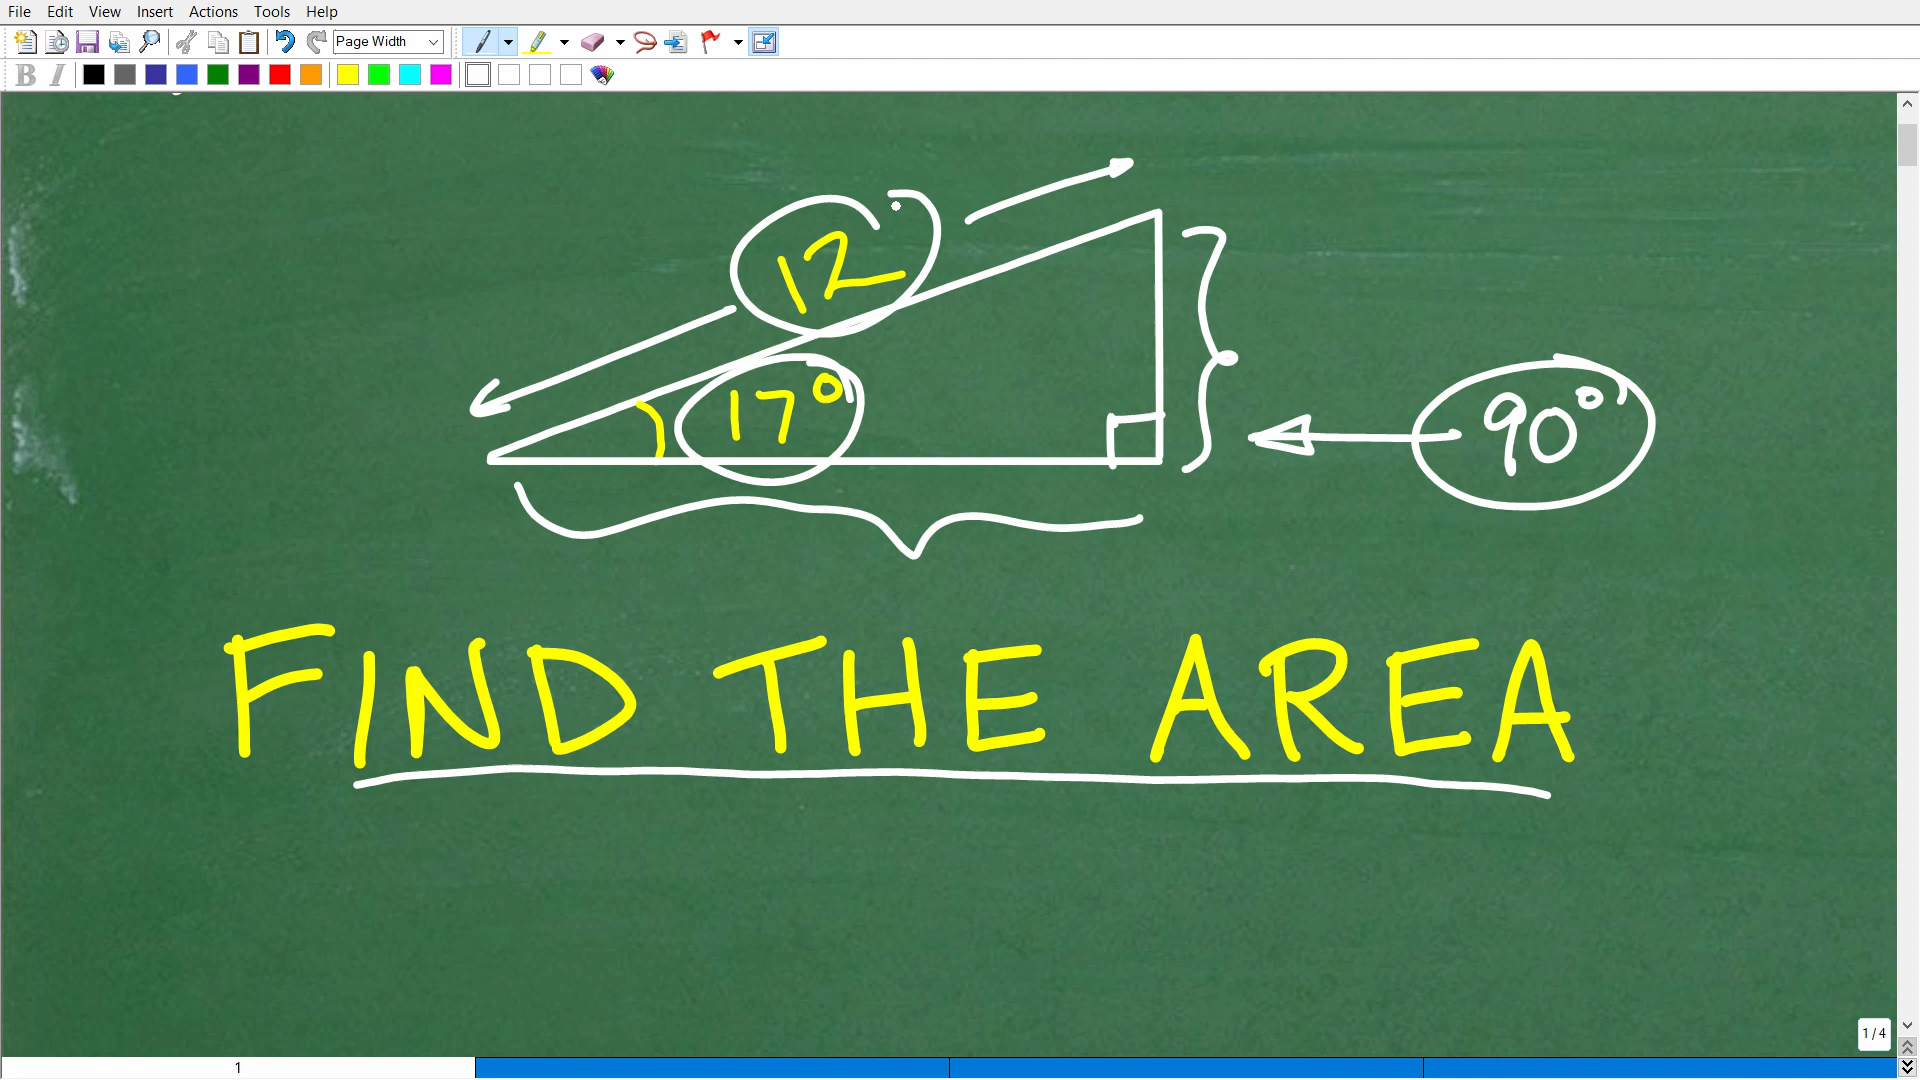 File Edit View Insert Actions Tools Help
Page Width
B I
12
17°
90°
FIND THE AREA
1 / 4
1